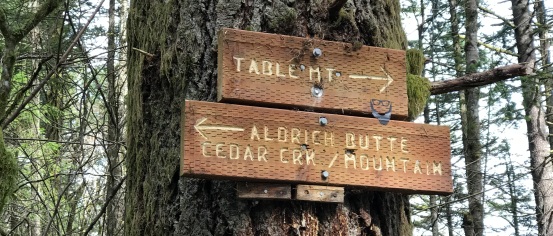 TABLE MT.
ALDRICH BUTTE
CEDAR CRK / MOUNTAIN